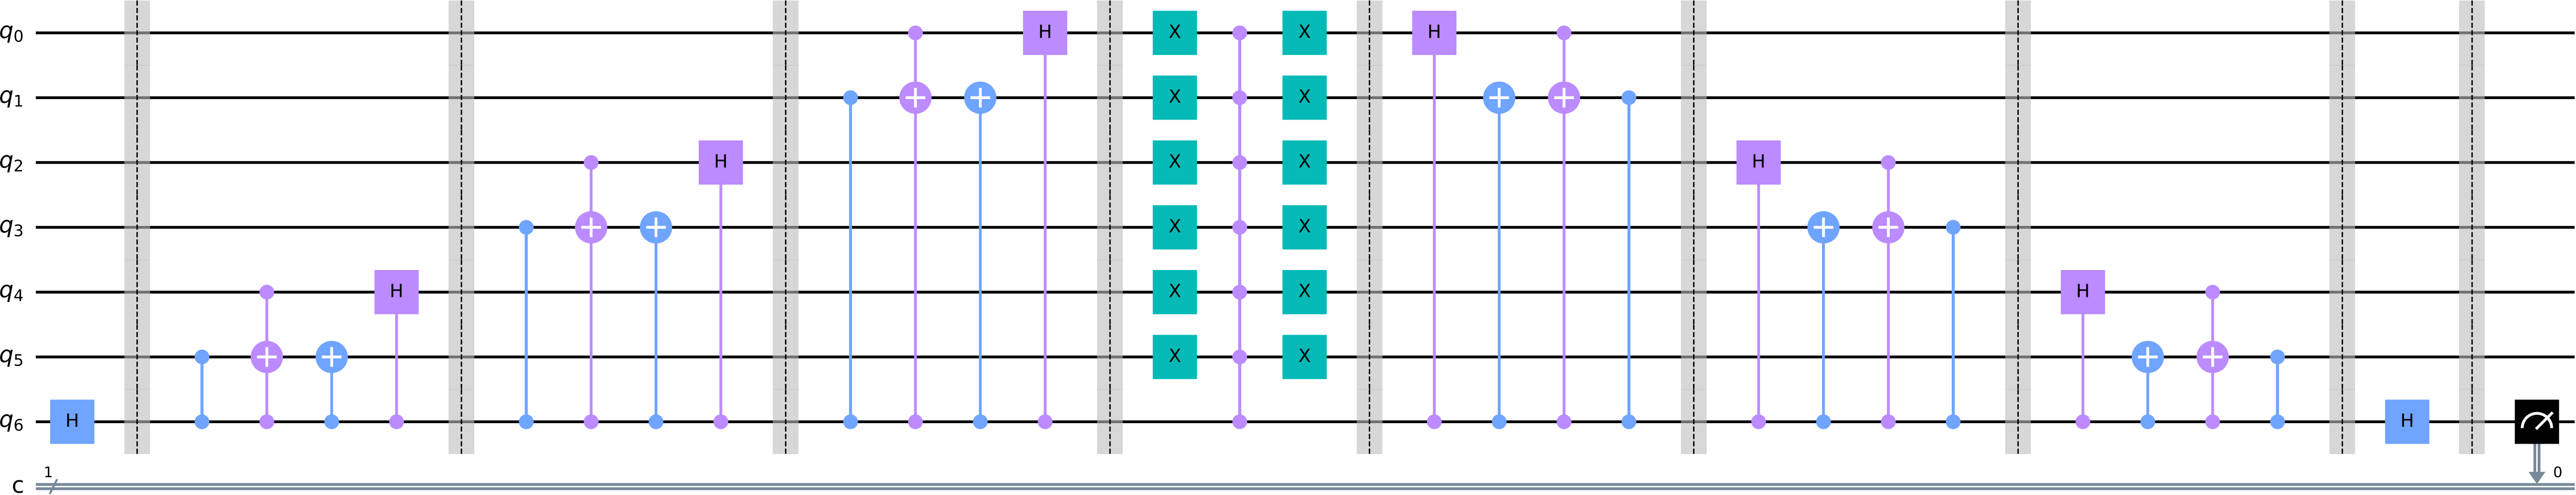 q0 H X X H
q1 X X
q2 H X X H
q3 X X
q4 H X X H
q5 X X
q6 H H
1 0
c